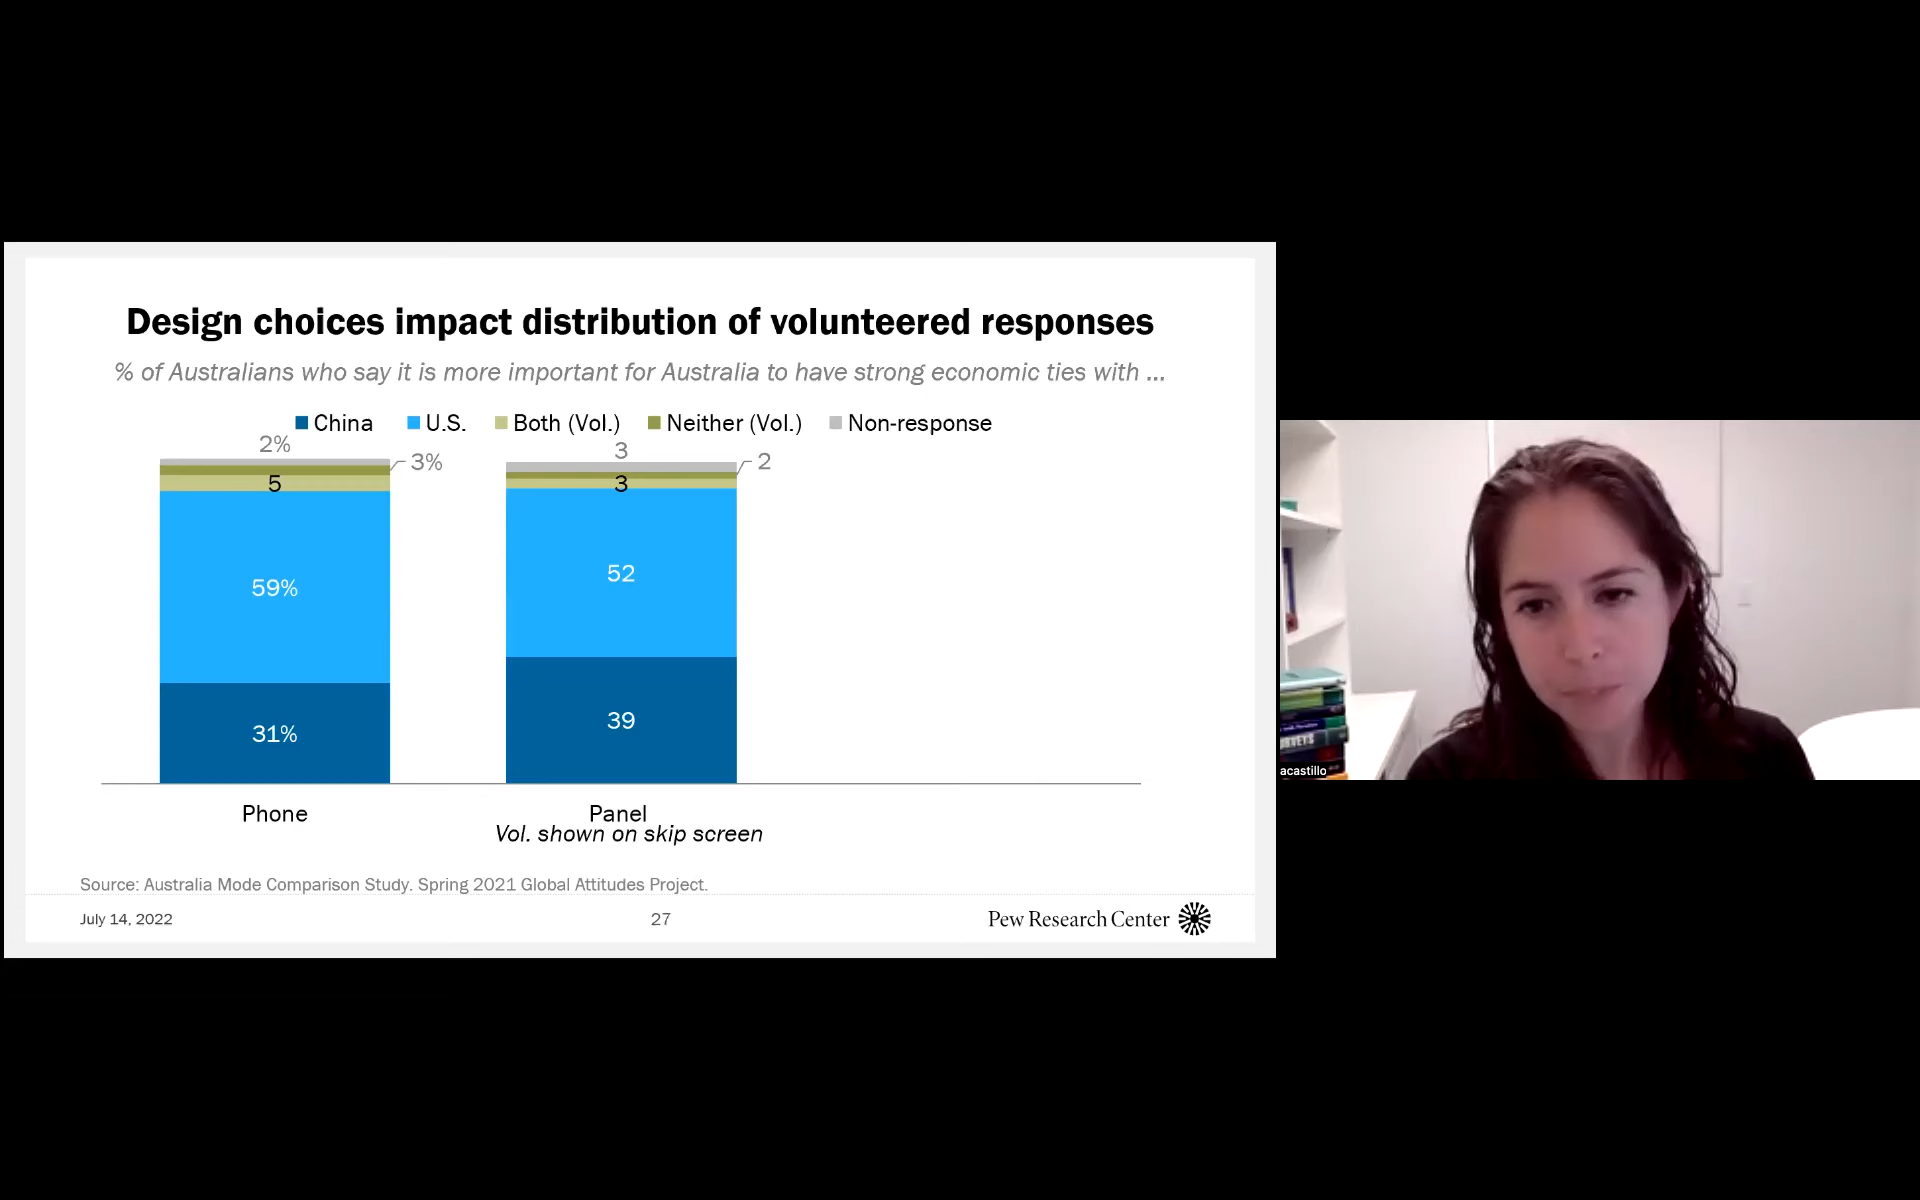 Design choices impact distribution of volunteered responses
% of Australians who say it is more important for Australia to have strong economic ties with ...
China U.S. Both (Vol.) Neither (Vol.) Non-response
2%
3%
5
59%
31%
3
2
3
52
39
Phone
Panel
Vol. shown on skip screen
Source: Australia Mode Comparison Study. Spring 2021 Global Attitudes Project.
July 14, 2022
27
Pew Research Center
acastillo